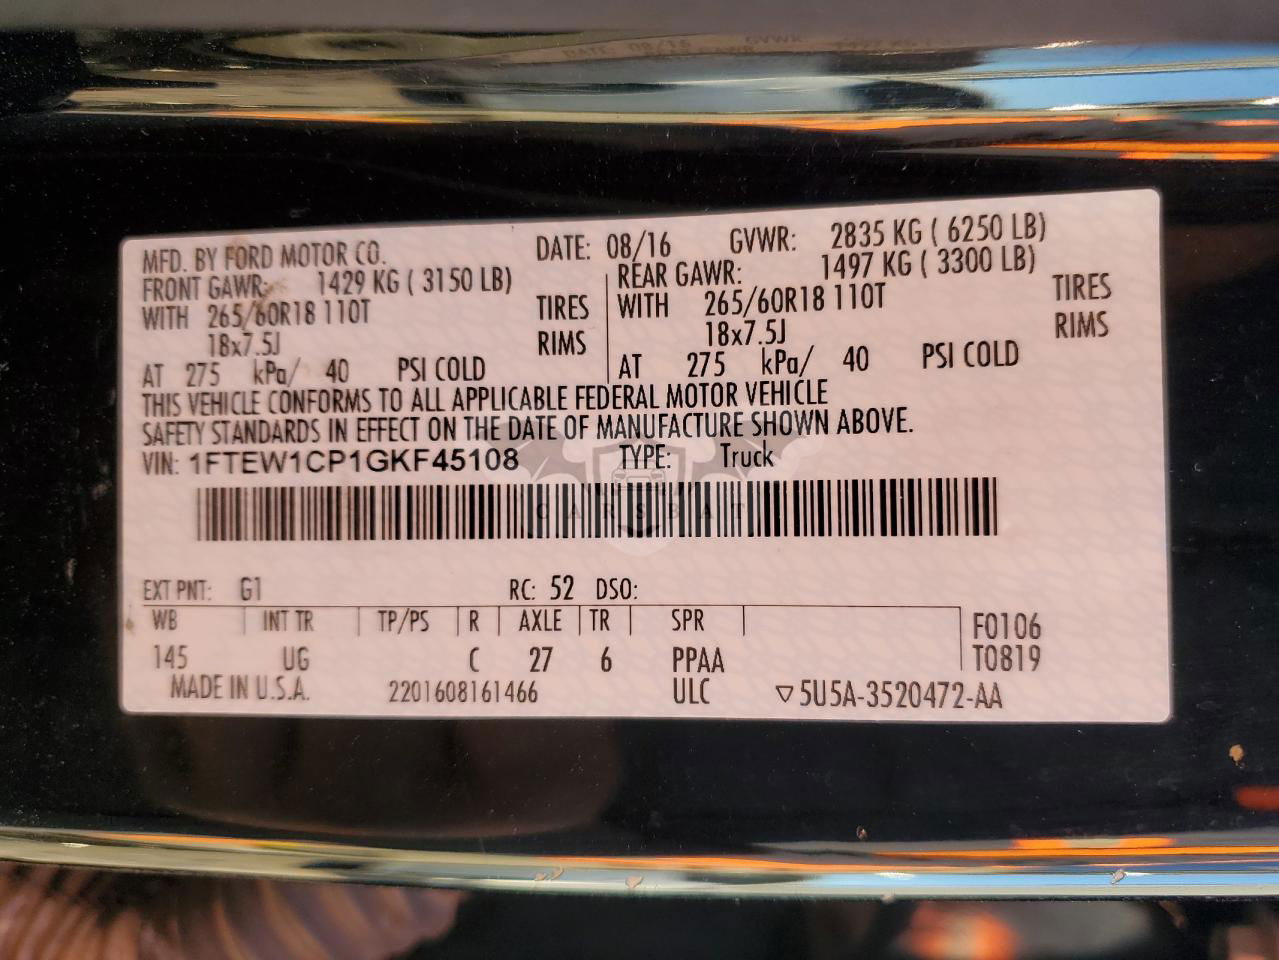 MFD. BY FORD MOTOR CO. DATE: 08/16 GVWR: 2835 KG ( 6250 LB)
FRONT GAWR: 1429 KG ( 3150 LB) REAR GAWR: 1497 KG ( 3300 LB)
WITH 265/60R18 110T TIRES WITH 265/60R18 110T TIRES
18x7.5J RIMS 18x7.5J RIMS
AT 275 kPa/ 40 PSI COLD AT 275 kPa/ 40 PSI COLD
THIS VEHICLE CONFORMS TO ALL APPLICABLE FEDERAL MOTOR VEHICLE
SAFETY STANDARDS IN EFFECT ON THE DATE OF MANUFACTURE SHOWN ABOVE.
VIN: 1FTEW1CP1GKF45108 TYPE: Truck
CARSBAT
EXT PNT: G1 RC: 52 DSO:
WB INT TR TP/PS R AXLE TR SPR F0106
145 UG C 27 6 PPAA T0819
MADE IN U.S.A. 2201608161466 ULC ▽5U5A-3520472-AA